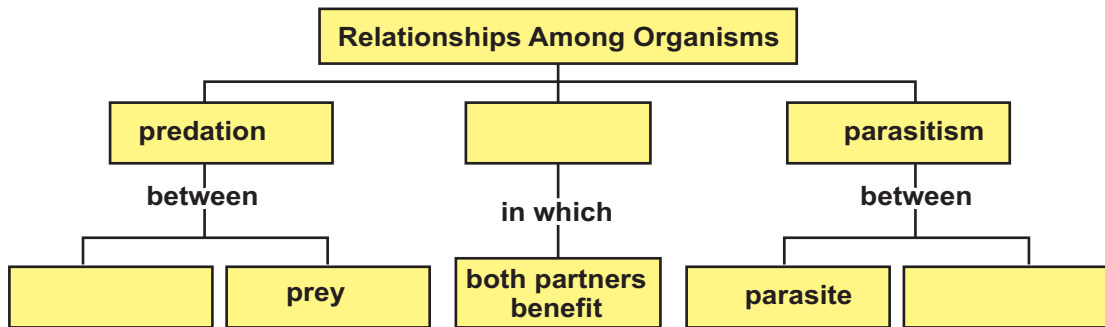 Relationships Among Organisms
predation
parasitism
between
in which
between
prey
both partners
benefit
parasite